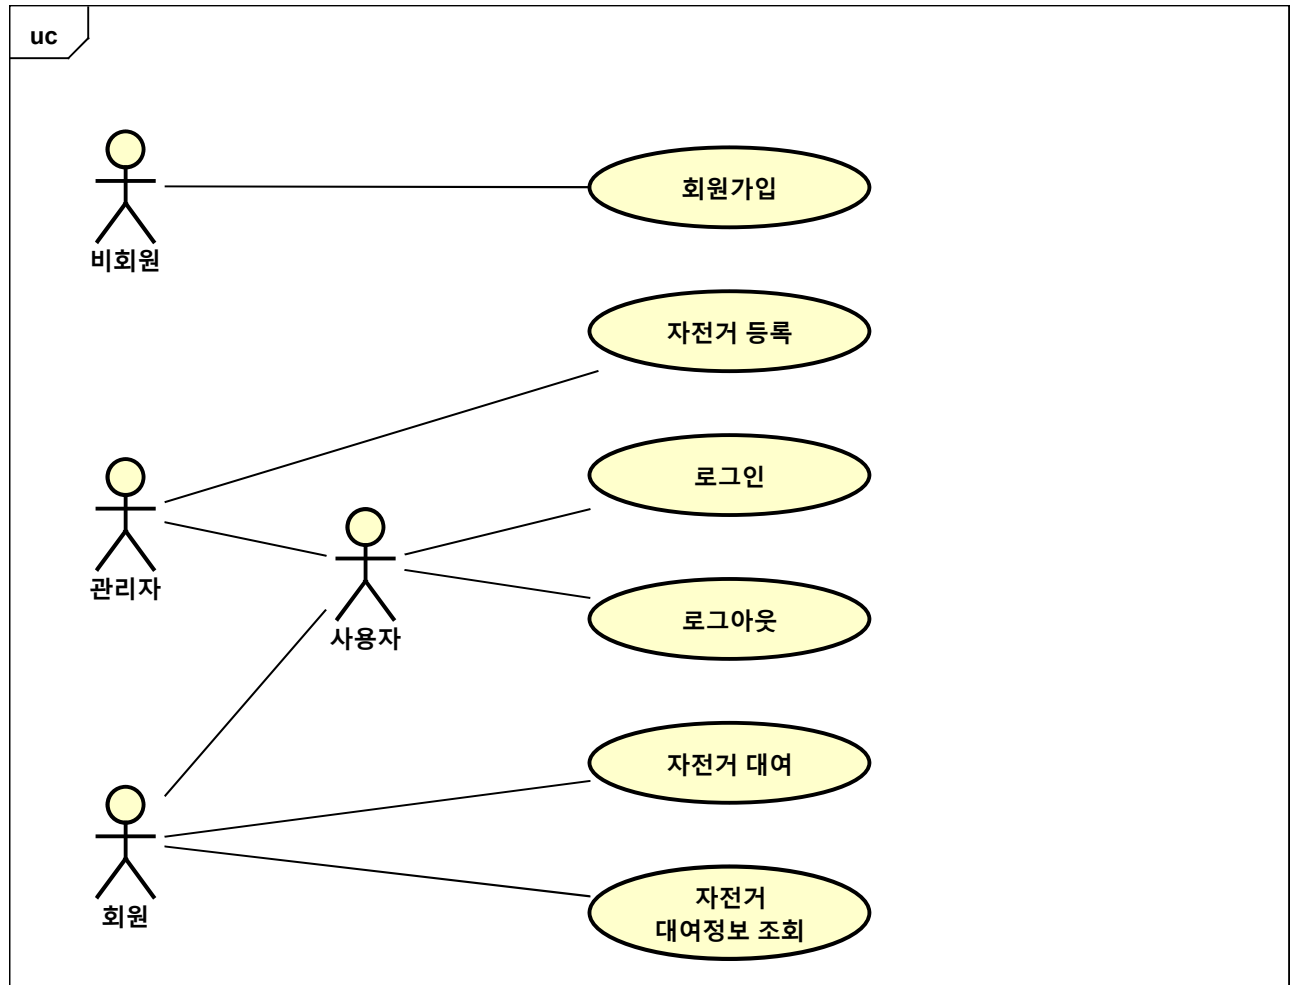 uc
비회원
회원가입
자전거 등록
관리자
로그인
사용자
로그아웃
자전거 대여
회원
자전거
대여정보 조회